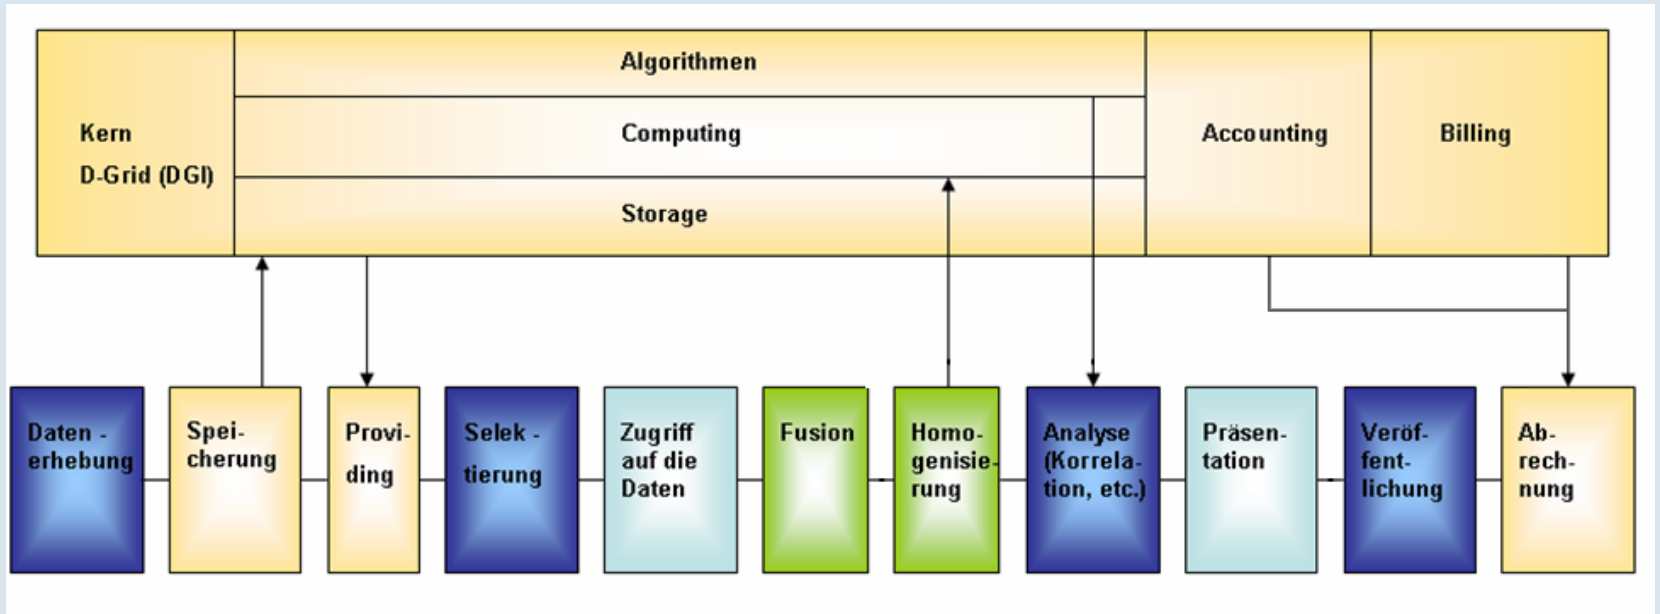 Algorithmen
Kern
D-Grid (DGI)
Computing
Storage
Accounting
Billing
Daten -
erhebung
Spei-
cherung
Provi-
ding
Selek -
tierung
Zugriff
auf die
Daten
Fusion
Homo-
genisie-
rung
Analyse
(Korrela-
tion, etc.)
Präsen-
tation
Veröf-
fent-
lichung
Ab-
rech-
nung